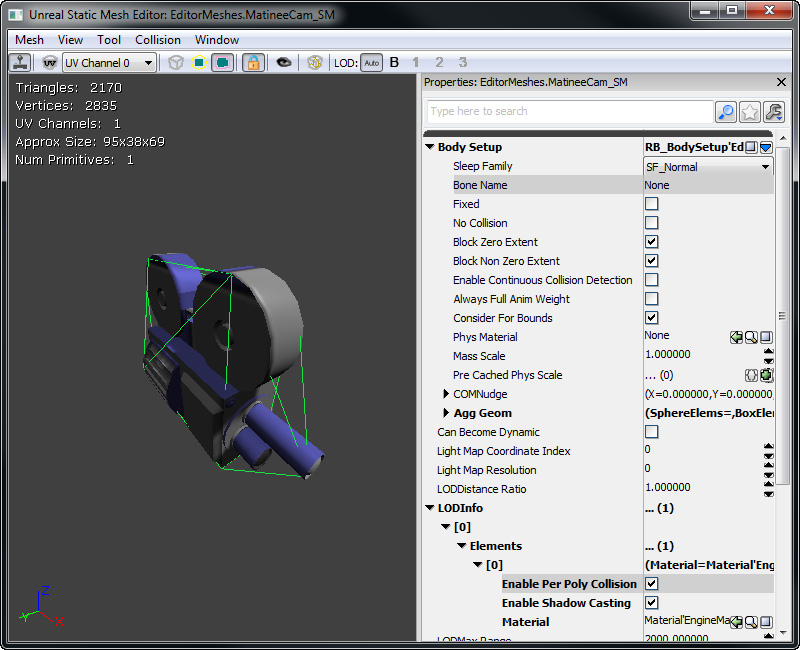 Unreal Static Mesh Editor: EditorMeshes.MatineeCam_SM
Mesh View Tool Collision Window
UV UV Channel 0 LOD: Auto B 1 2 3
Triangles: 2170
Vertices: 2835
UV Channels: 1
Approx Size: 95x38x69
Num Primitives: 1
Z
Y
X
Properties: EditorMeshes.MatineeCam_SM
Type here to search
Body Setup RB_BodySetup'Ed
Sleep Family SF_Normal
Bone Name None
Fixed
No Collision
Block Zero Extent
Block Non Zero Extent
Enable Continuous Collision Detection
Always Full Anim Weight
Consider For Bounds
Phys Material None
Mass Scale 1.000000
Pre Cached Phys Scale ... (0)
COMNudge (X=0.000000,Y=0.000000,
Agg Geom (SphereElems=,BoxElem
Can Become Dynamic
Light Map Coordinate Index 0
Light Map Resolution 0
LODDistance Ratio 1.000000
LODInfo ... (1)
[0]
Elements ... (1)
[0] (Material=Material'Eng
Enable Per Poly Collision
Enable Shadow Casting
Material Material'EngineMa
LODMax Range 2000.000000